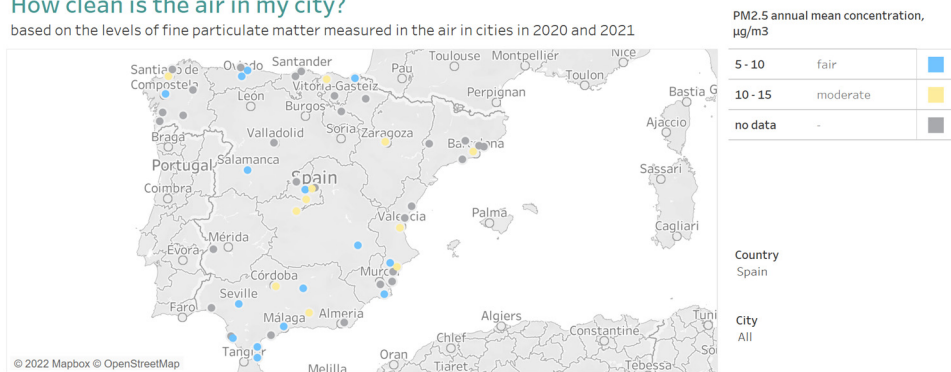 How clean is the air in my city?
based on the levels of fine particulate matter measured in the air in cities in 2020 and 2021
PM2.5 annual mean concentration,
µg/m3
5 - 10 fair
10 - 15 moderate
no data -
Country
Spain
City
All
Toulouse Montpellier Nice
Pau
Toulon
Santiago de
Compostela
Oviedo
Santander
Vitoria-Gasteiz
Perpignan
Bastia G
León
Burgos
Ajaccio
Braga
Valladolid
Soria
Zaragoza
Barcelona
Portugal
Salamanca
Sassari
Spain
Coimbra
Palma
Valencia
Cagliari
Mérida
Évora
Córdoba
Murc
Seville
Faro
Málaga
Almeria
Algiers
Tuni
Constantine
Chlef
Tangier
Oran
Sou
Melilla
Tiaret
Tebessa
© 2022 Mapbox © OpenStreetMap